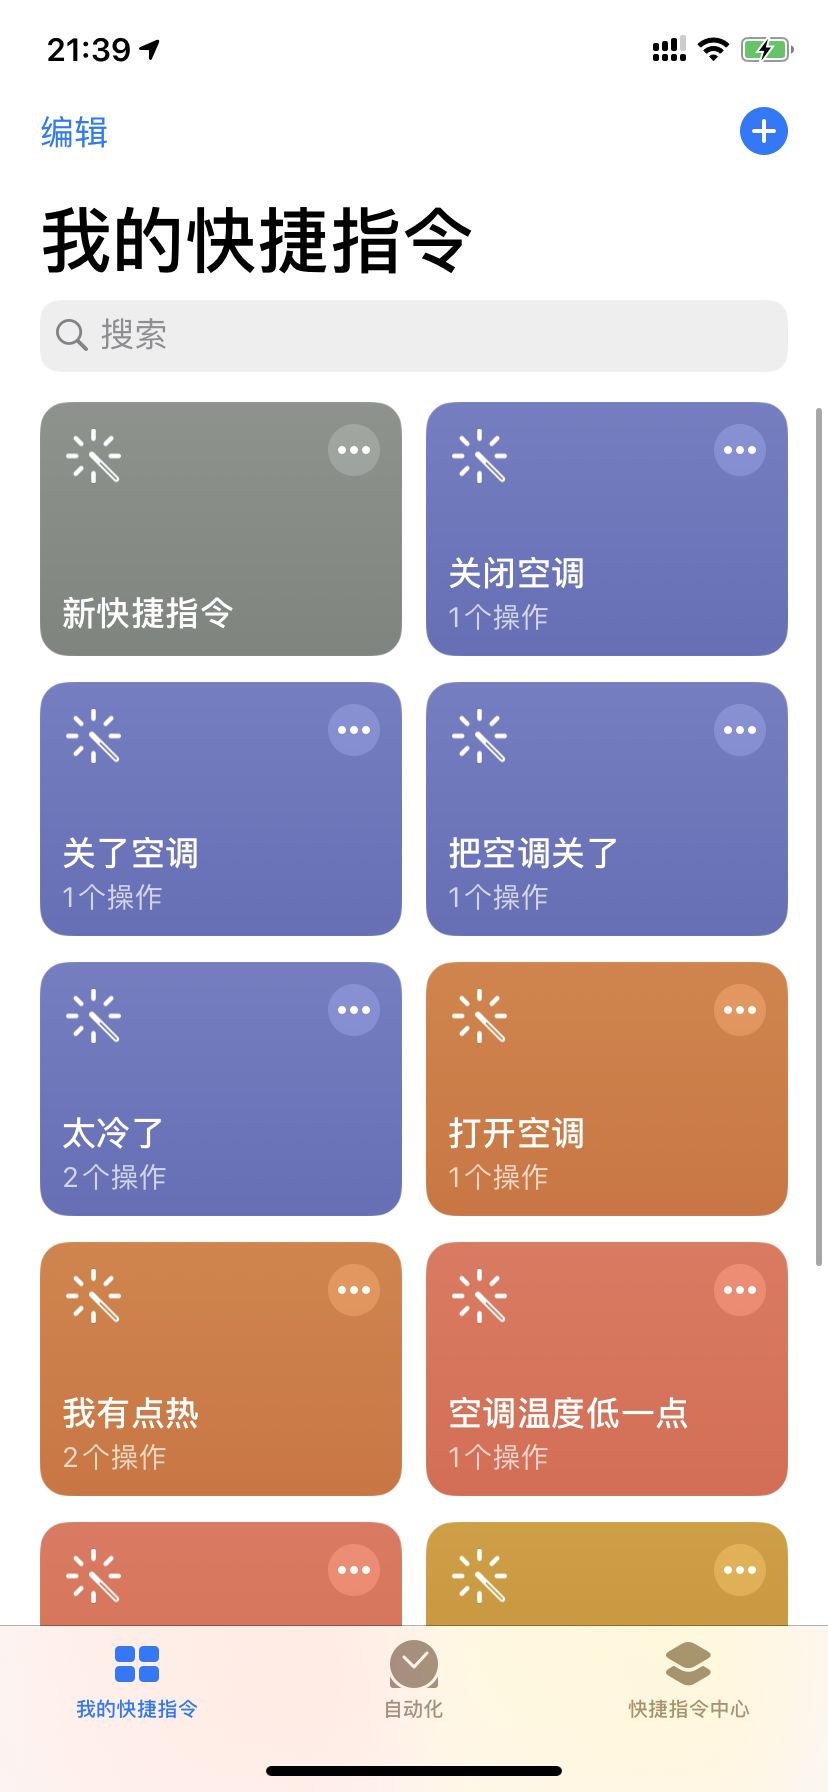 21:39
编辑
我的快捷指令
搜索
新快捷指令
关闭空调
1个操作
关了空调
1个操作
把空调关了
1个操作
太冷了
2个操作
打开空调
1个操作
我有点热
2个操作
空调温度低一点
1个操作
我的快捷指令
自动化
快捷指令中心